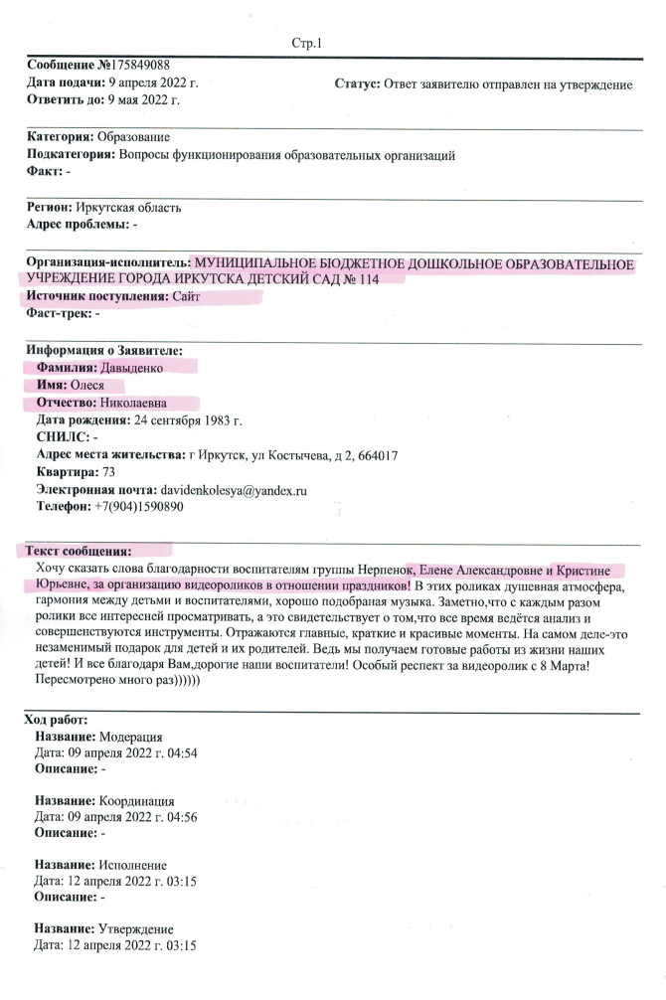 Стр.1
Сообщение №175849088
Дата подачи: 9 апреля 2022 г.
Статус: Ответ заявителю отправлен на утверждение
Ответить до: 9 мая 2022 г.
Категория: Образование
Подкатегория: Вопросы функционирования образовательных организаций
Факт: -
Регион: Иркутская область
Адрес проблемы: -
Организация-исполнитель: МУНИЦИПАЛЬНОЕ БЮДЖЕТНОЕ ДОШКОЛЬНОЕ ОБРАЗОВАТЕЛЬНОЕ
УЧРЕЖДЕНИЕ ГОРОДА ИРКУТСКА ДЕТСКИЙ САД № 114
Источник поступления: Сайт
Фаст-трек: -
Информация о Заявителе:
Фамилия: Давыденко
Имя: Олеся
Отчество: Николаевна
Дата рождения: 24 сентября 1983 г.
СНИЛС: -
Адрес места жительства: г Иркутск, ул Костычева, д 2, 664017
Квартира: 73
Электронная почта: davidenkolesya@yandex.ru
Телефон: +7(904)1590890
Текст сообщения:
Хочу сказать слова благодарности воспитателям группы Нерпенок, Елене Александровне и Кристине
Юрьевне, за организацию видеороликов в отношении праздников! В этих роликах душевная атмосфера,
гармония между детьми и воспитателями, хорошо подобраная музыка. Заметно,что с каждым разом
ролики все интересней просматривать, а это свидетельствует о том,что все время ведётся анализ и
совершенствуются инструменты. Отражаются главные, краткие и красивые моменты. На самом деле-это
незаменимый подарок для детей и их родителей. Ведь мы получаем готовые работы из жизни наших
детей! И все благодаря Вам,дорогие наши воспитатели! Особый респект за видеоролик с 8 Марта!
Пересмотрено много раз))))))
Ход работ:
Название: Модерация
Дата: 09 апреля 2022 г. 04:54
Описание: -
Название: Координация
Дата: 09 апреля 2022 г. 04:56
Описание: -
Название: Исполнение
Дата: 12 апреля 2022 г. 03:15
Описание: -
Название: Утверждение
Дата: 12 апреля 2022 г. 03:15